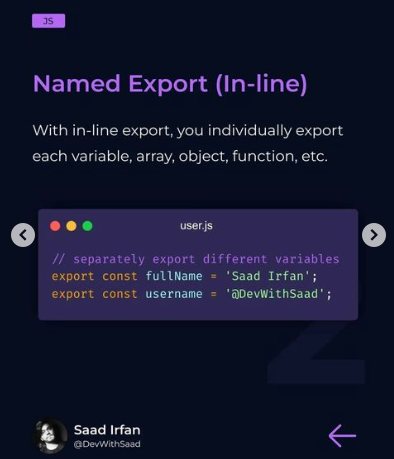 JS
Named Export (In-line)
With in-line export, you individually export
each variable, array, object, function, etc.
user.js
// separately export different variables
export const fullName = 'Saad Irfan';
export const username = '@DevWithSaad';
2
Saad Irfan
@DevWithSaad